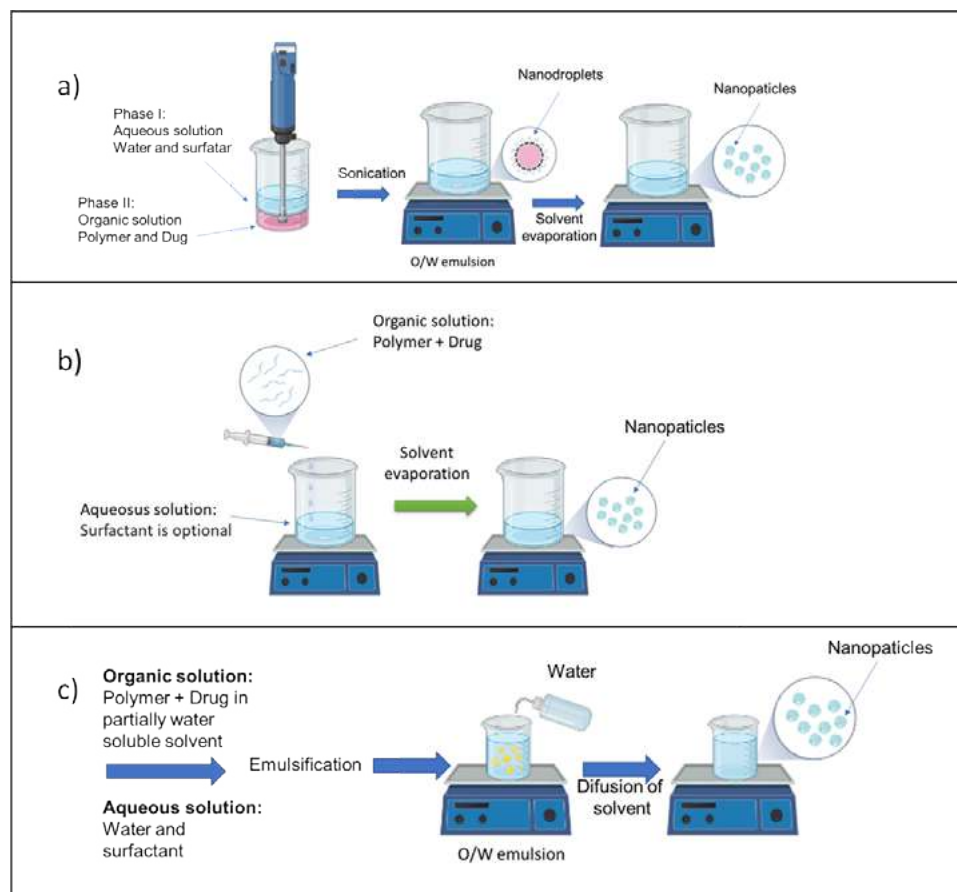 a)
Phase I:
Aqueous solution
Water and surfatar
Phase II:
Organic solution
Polymer and Dug
Sonication
O/W emulsion
Nanodroplets
Solvent
evaporation
Nanopaticles
b)
Organic solution:
Polymer + Drug
Aqueosus solution:
Surfactant is optional
Solvent
evaporation
Nanopaticles
c)
Organic solution:
Polymer + Drug in
partially water
soluble solvent
Aqueous solution:
Water and
surfactant
Emulsification
Water
O/W emulsion
Difusion of
solvent
Nanopaticles